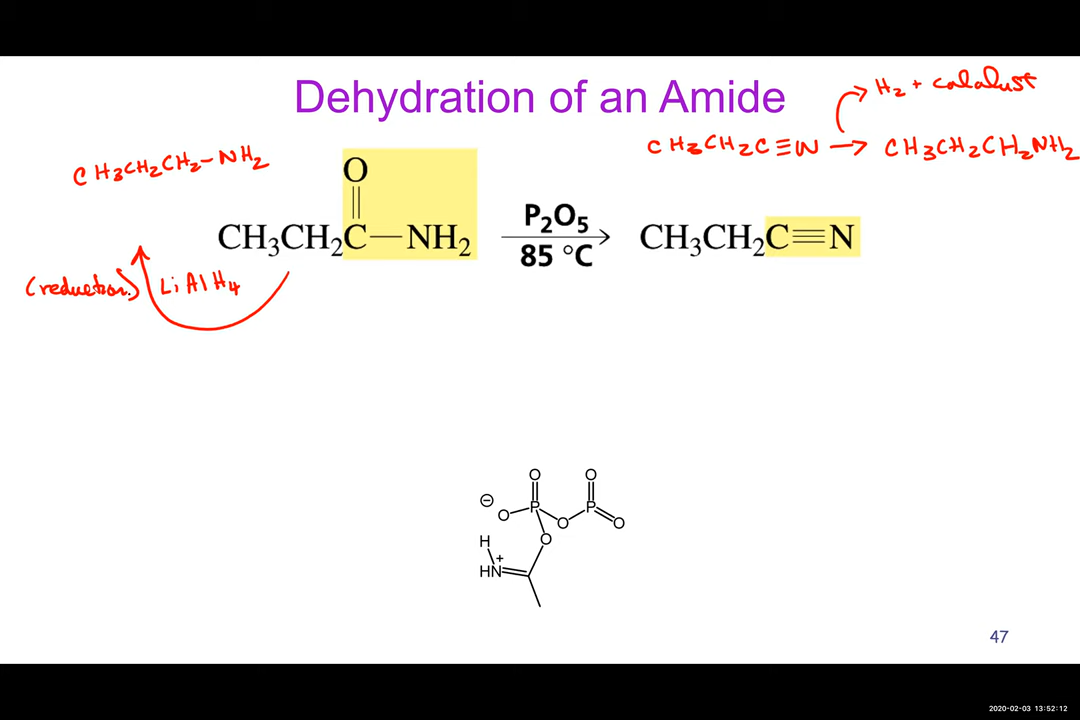 Dehydration of an Amide
H₂ + catalust
CH₃CH₂C≡N → CH₃CH₂CH₂NH₂
CH₃CH₂CH₂-NH₂
O
CH₃CH₂C—NH₂
P₂O₅
85 °C
CH₃CH₂C≡N
(reduction) LiAlH₄
O O
⊖ O P O P O
H O
+
HN
47
2020-02-03 13:52:12